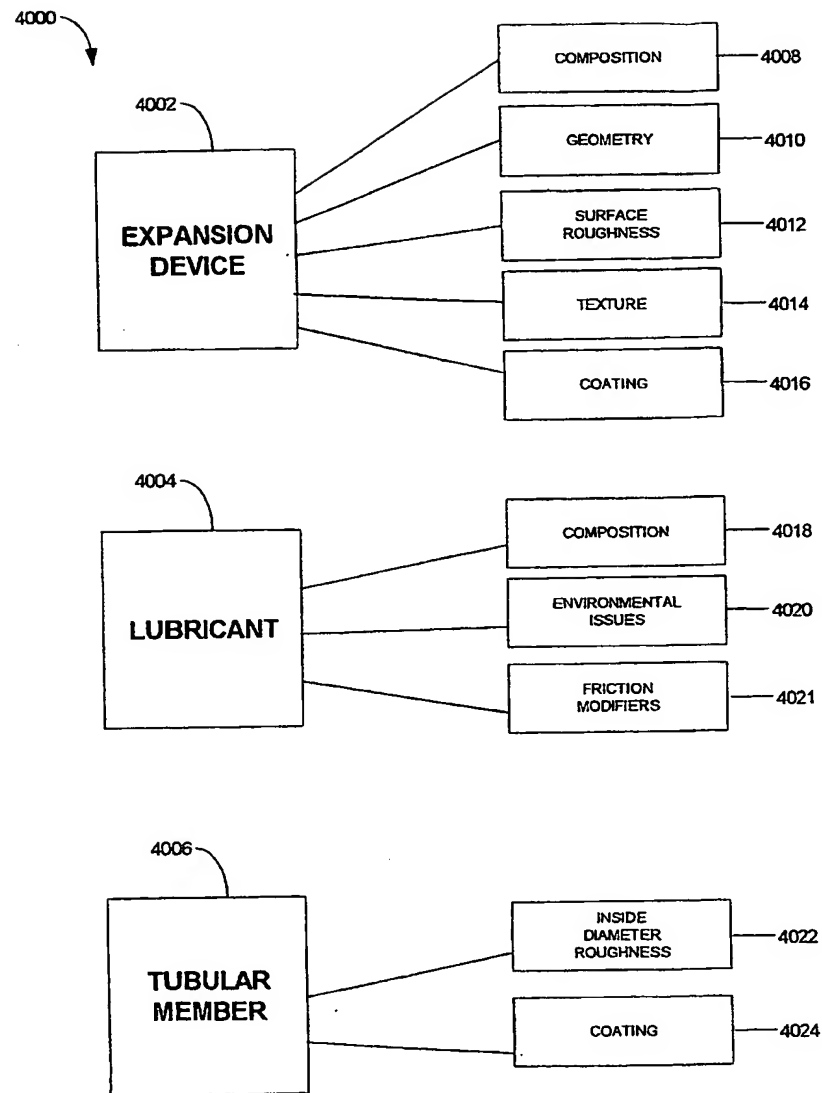 4000
4002
EXPANSION
DEVICE
COMPOSITION
4008
GEOMETRY
4010
SURFACE
ROUGHNESS
4012
TEXTURE
4014
COATING
4016
4004
LUBRICANT
COMPOSITION
4018
ENVIRONMENTAL
ISSUES
4020
FRICTION
MODIFIERS
4021
4006
TUBULAR
MEMBER
INSIDE
DIAMETER
ROUGHNESS
4022
COATING
4024